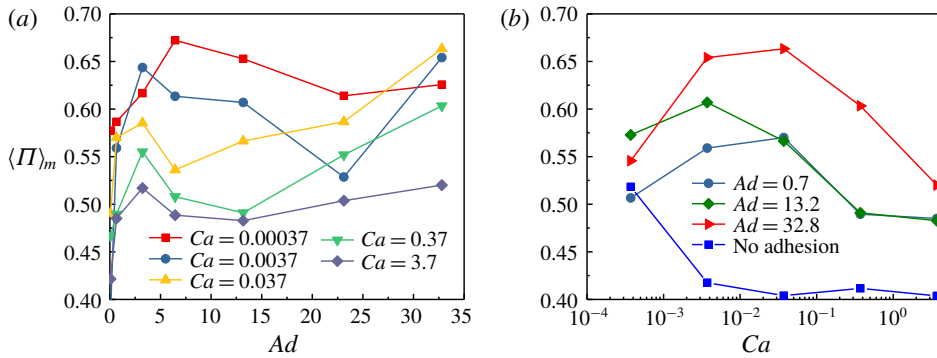 (a)
0.70
0.65
0.60
0.55
0.50
0.45
0.40
⟨Π⟩m
Ca = 0.00037
Ca = 0.0037
Ca = 0.037
Ca = 0.37
Ca = 3.7
0 5 10 15 20 25 30 35
Ad
(b)
0.70
0.65
0.60
0.55
0.50
0.45
0.40
Ad = 0.7
Ad = 13.2
Ad = 32.8
No adhesion
10⁻⁴ 10⁻³ 10⁻² 10⁻¹ 10⁰
Ca